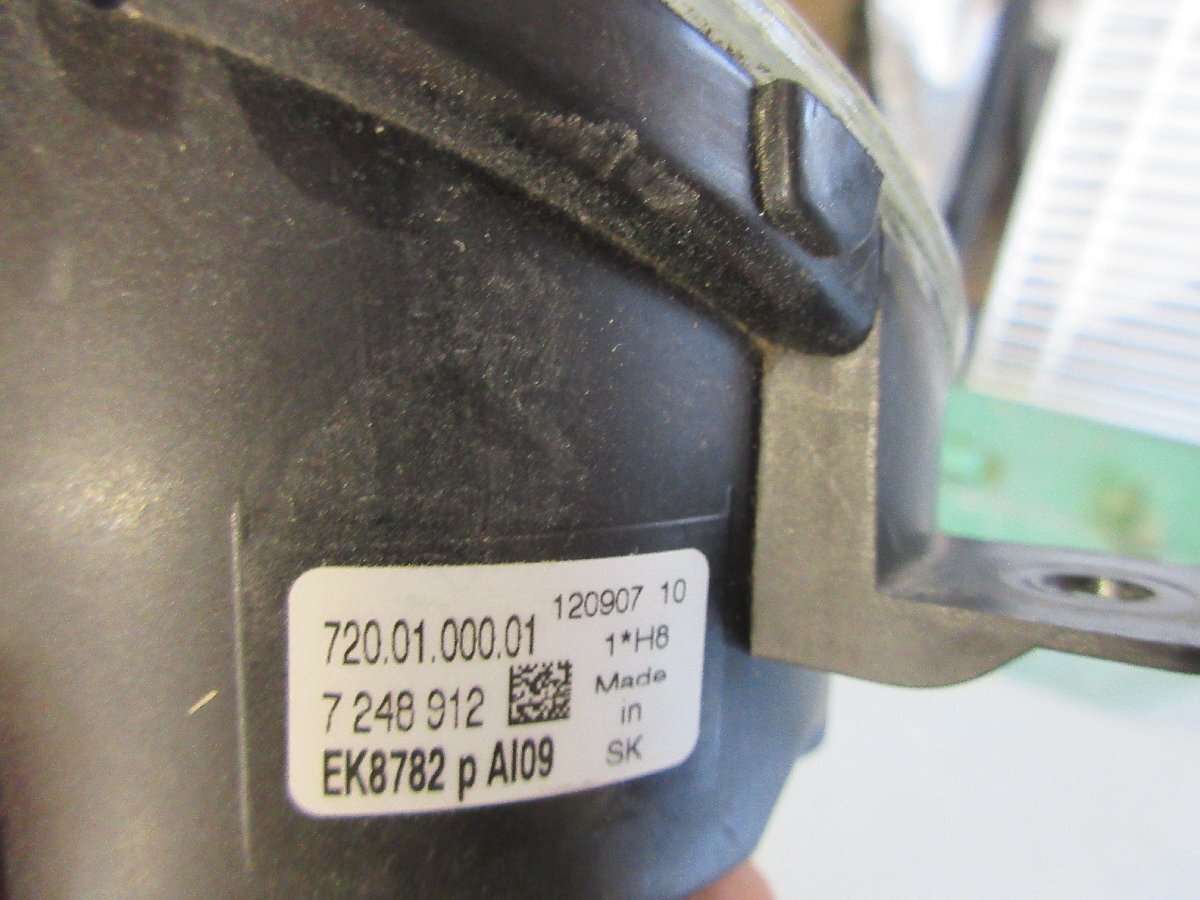 720.01.000.01
7 248 912
EK8782 p AI09
120907 10
1*H8
Made
in
SK